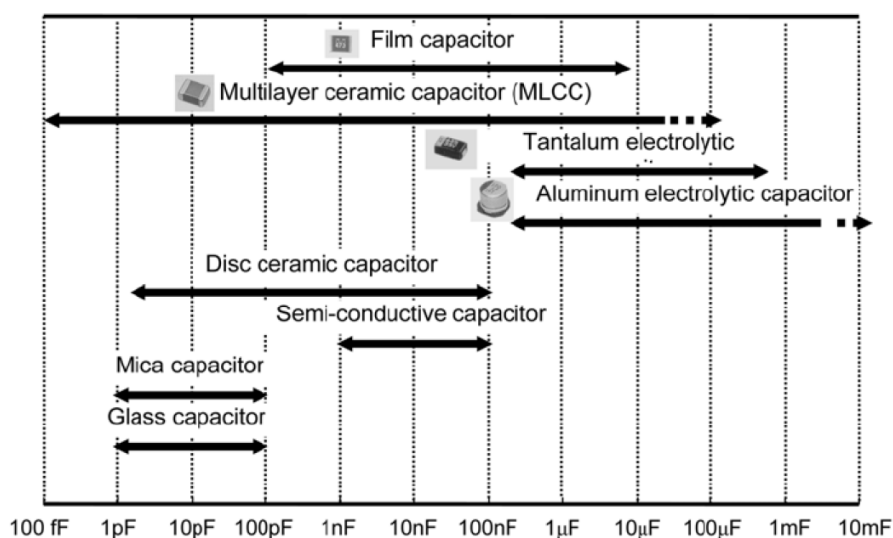 Film capacitor
Multilayer ceramic capacitor (MLCC)
Tantalum electrolytic
Aluminum electrolytic capacitor
Disc ceramic capacitor
Semi-conductive capacitor
Mica capacitor
Glass capacitor
100 fF 1pF 10pF 100pF 1nF 10nF 100nF 1µF 10µF 100µF 1mF 10mF